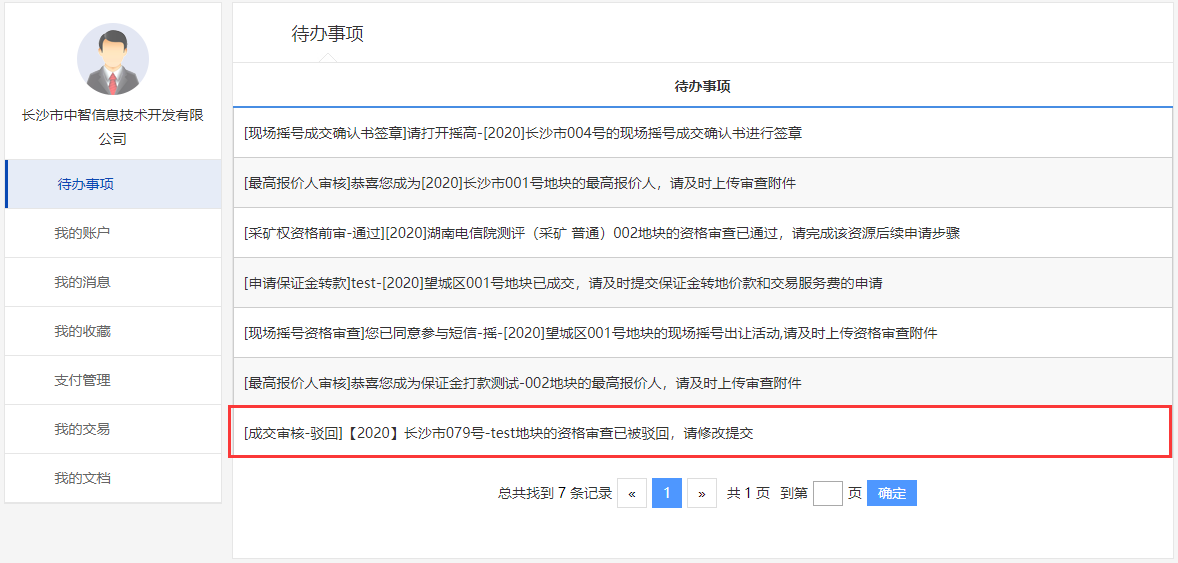 长沙市中智信息技术开发有限
公司
待办事项
我的账户
我的消息
我的收藏
支付管理
我的交易
我的文档
待办事项
待办事项
[现场摇号成交确认书签章]请打开摇高-[2020]长沙市004号的现场摇号成交确认书进行签章
[最高报价人审核]恭喜您成为[2020]长沙市001号地块的最高报价人，请及时上传审查附件
[采矿权资格前审-通过][2020]湖南电信院测评（采矿 普通）002地块的资格审查已通过，请完成该资源后续申请步骤
[申请保证金转款]test-[2020]望城区001号地块已成交，请及时提交保证金转地价款和交易服务费的申请
[现场摇号资格审查]您已同意参与短信-摇-[2020]望城区001号地块的现场摇号出让活动,请及时上传资格审查附件
[最高报价人审核]恭喜您成为保证金打款测试-002地块的最高报价人，请及时上传审查附件
[成交审核-驳回]【2020】长沙市079号-test地块的资格审查已被驳回，请修改提交
总共找到 7 条记录 « 1 » 共 1 页 到第 页 确定